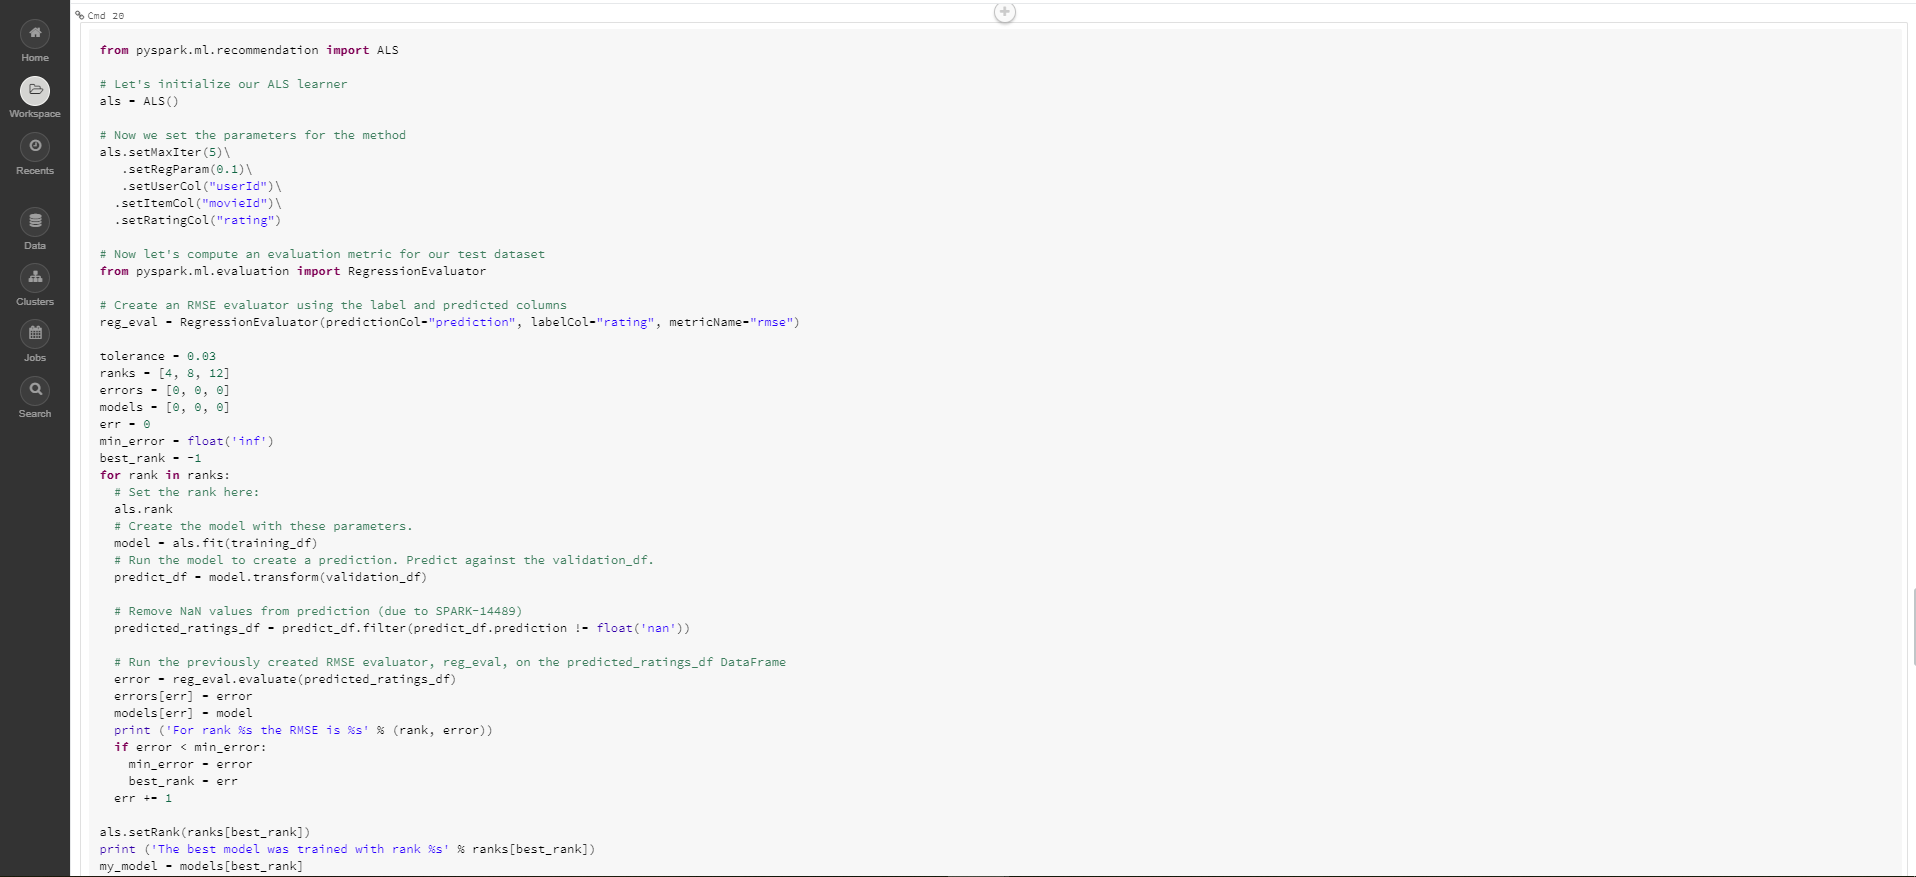 Cmd 20
Home
Workspace
Recents
Data
Clusters
Jobs
Search
from pyspark.ml.recommendation import ALS
# Let's initialize our ALS learner
als = ALS()
# Now we set the parameters for the method
als.setMaxIter(5)\
   .setRegParam(0.1)\
   .setUserCol("userId")\
  .setItemCol("movieId")\
  .setRatingCol("rating")
# Now let's compute an evaluation metric for our test dataset
from pyspark.ml.evaluation import RegressionEvaluator
# Create an RMSE evaluator using the label and predicted columns
reg_eval = RegressionEvaluator(predictionCol="prediction", labelCol="rating", metricName="rmse")
tolerance = 0.03
ranks = [4, 8, 12]
errors = [0, 0, 0]
models = [0, 0, 0]
err = 0
min_error = float('inf')
best_rank = -1
for rank in ranks:
  # Set the rank here:
  als.rank
  # Create the model with these parameters.
  model = als.fit(training_df)
  # Run the model to create a prediction. Predict against the validation_df.
  predict_df = model.transform(validation_df)
  # Remove NaN values from prediction (due to SPARK-14489)
  predicted_ratings_df = predict_df.filter(predict_df.prediction != float('nan'))
  # Run the previously created RMSE evaluator, reg_eval, on the predicted_ratings_df DataFrame
  error = reg_eval.evaluate(predicted_ratings_df)
  errors[err] = error
  models[err] = model
  print ('For rank %s the RMSE is %s' % (rank, error))
  if error < min_error:
    min_error = error
    best_rank = err
  err += 1
als.setRank(ranks[best_rank])
print ('The best model was trained with rank %s' % ranks[best_rank])
my_model = models[best_rank]